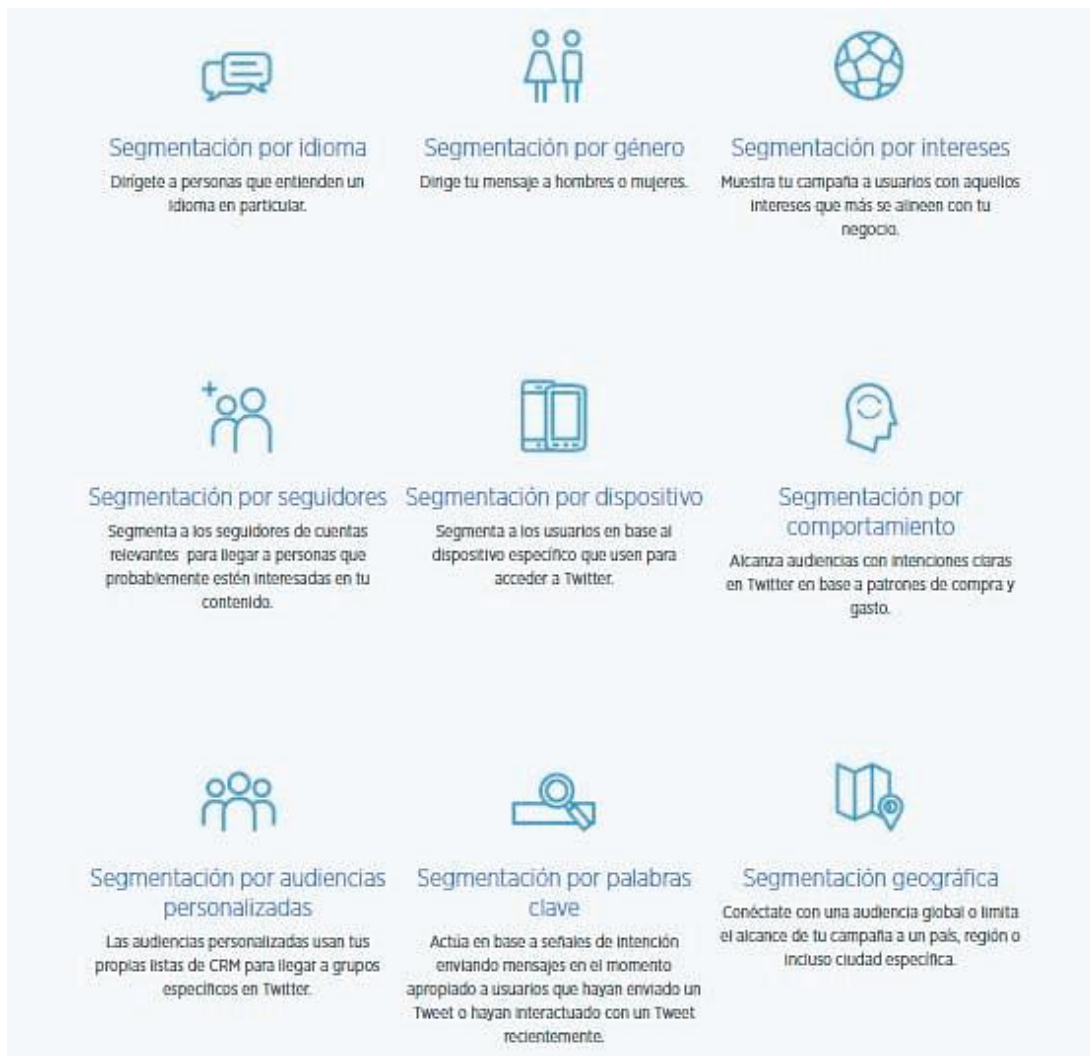 Segmentación por idioma
Dirígete a personas que entienden un
idioma en particular.
Segmentación por género
Dirige tu mensaje a hombres o mujeres.
Segmentación por intereses
Muestra tu campaña a usuarios con aquellos
intereses que más se alineen con tu
negocio.
Segmentación por seguidores
Segmenta a los seguidores de cuentas
relevantes para llegar a personas que
probablemente estén interesadas en tu
contenido.
Segmentación por dispositivo
Segmenta a los usuarios en base al
dispositivo específico que usen para
acceder a Twitter.
Segmentación por
comportamiento
Alcanza audiencias con intenciones claras
en Twitter en base a patrones de compra y
gasto.
Segmentación por audiencias
personalizadas
Las audiencias personalizadas usan tus
propias listas de CRM para llegar a grupos
específicos en Twitter.
Segmentación por palabras
clave
Actúa en base a señales de intención
enviando mensajes en el momento
apropiado a usuarios que hayan enviado un
Tweet o hayan interactuado con un Tweet
recientemente.
Segmentación geográfica
Conéctate con una audiencia global o limita
el alcance de tu campaña a un país, región o
incluso ciudad específica.